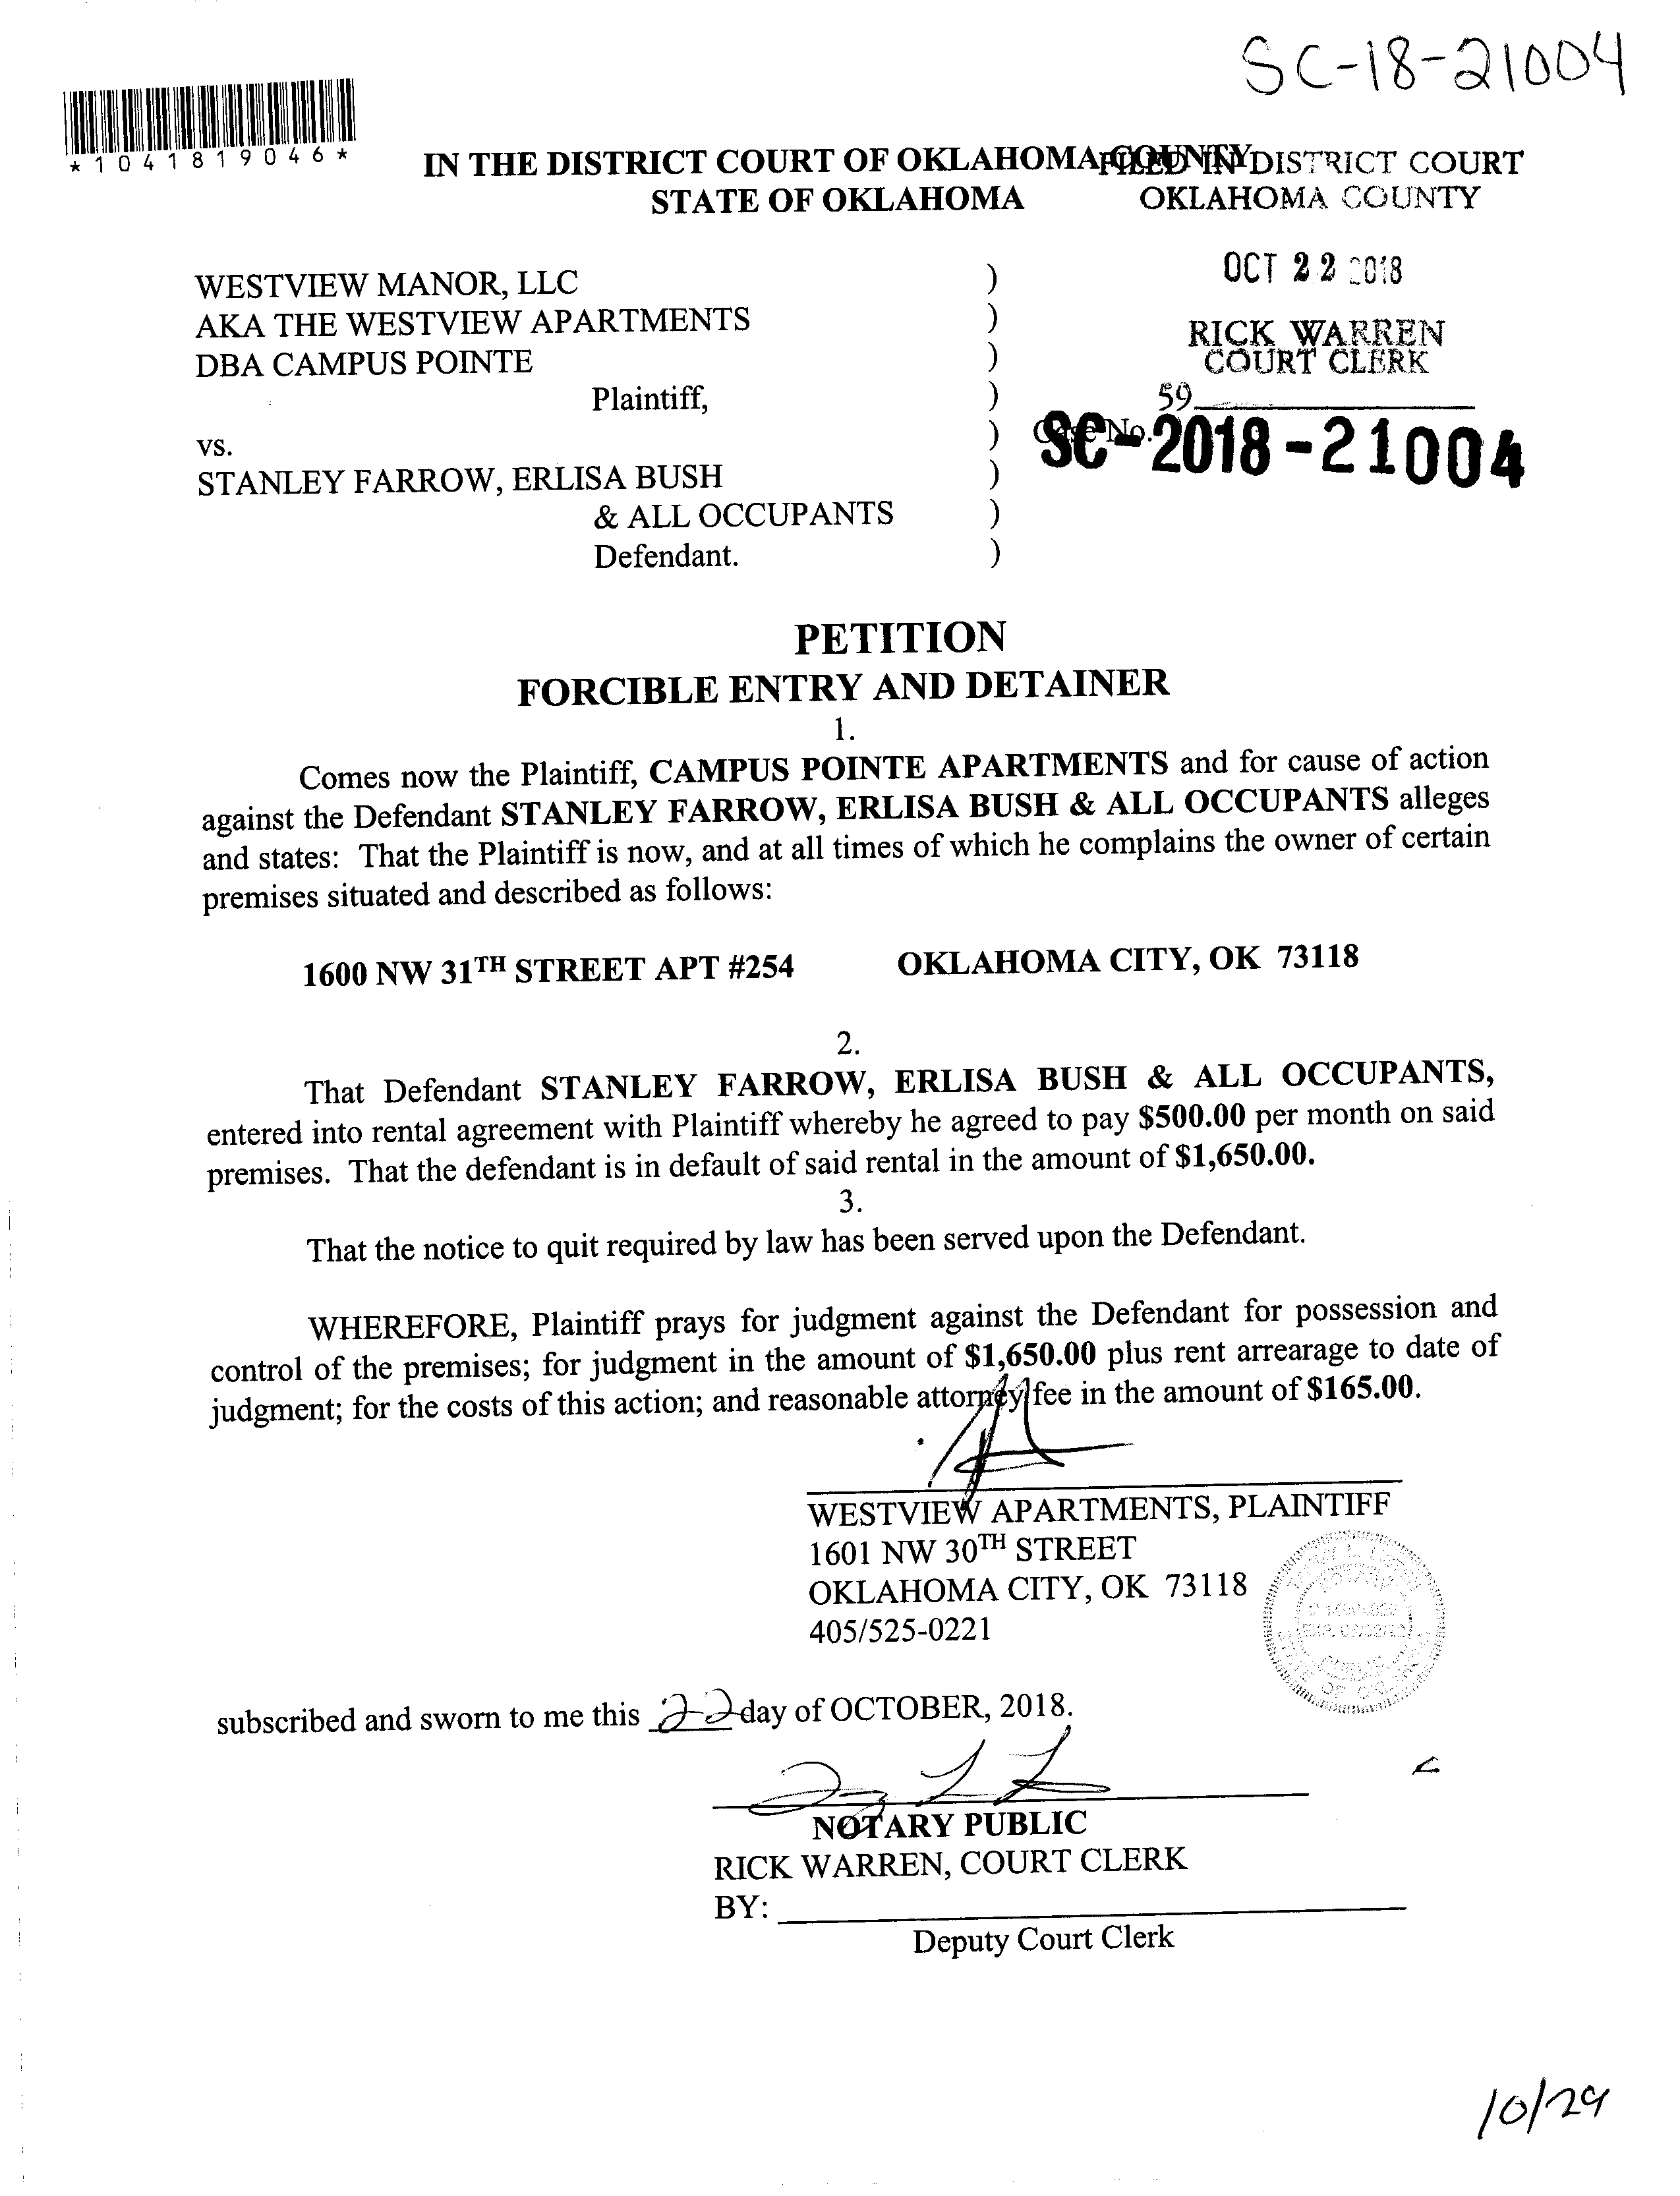 SC-18-21004
*1041819046*
IN THE DISTRICT COURT OF OKLAHOMA COUNTY
STATE OF OKLAHOMA
FILED IN DISTRICT COURT
OKLAHOMA COUNTY
OCT 22 2018
RICK WARREN
COURT CLERK
59
WESTVIEW MANOR, LLC )
AKA THE WESTVIEW APARTMENTS )
DBA CAMPUS POINTE )
Plaintiff, )
vs. ) Case No.
SC-2018-21004
STANLEY FARROW, ERLISA BUSH )
& ALL OCCUPANTS )
Defendant. )
PETITION
FORCIBLE ENTRY AND DETAINER
1.
Comes now the Plaintiff, CAMPUS POINTE APARTMENTS and for cause of action
against the Defendant STANLEY FARROW, ERLISA BUSH & ALL OCCUPANTS alleges
and states: That the Plaintiff is now, and at all times of which he complains the owner of certain
premises situated and described as follows:
1600 NW 31TH STREET APT #254 OKLAHOMA CITY, OK 73118
2.
That Defendant STANLEY FARROW, ERLISA BUSH & ALL OCCUPANTS,
entered into rental agreement with Plaintiff whereby he agreed to pay $500.00 per month on said
premises. That the defendant is in default of said rental in the amount of $1,650.00.
3.
That the notice to quit required by law has been served upon the Defendant.
WHEREFORE, Plaintiff prays for judgment against the Defendant for possession and
control of the premises; for judgment in the amount of $1,650.00 plus rent arrearage to date of
judgment; for the costs of this action; and reasonable attorney fee in the amount of $165.00.
WESTVIEW APARTMENTS, PLAINTIFF
1601 NW 30TH STREET
OKLAHOMA CITY, OK 73118
405/525-0221
subscribed and sworn to me this 22 day of OCTOBER, 2018.
NOTARY PUBLIC
RICK WARREN, COURT CLERK
BY:
Deputy Court Clerk
10/29